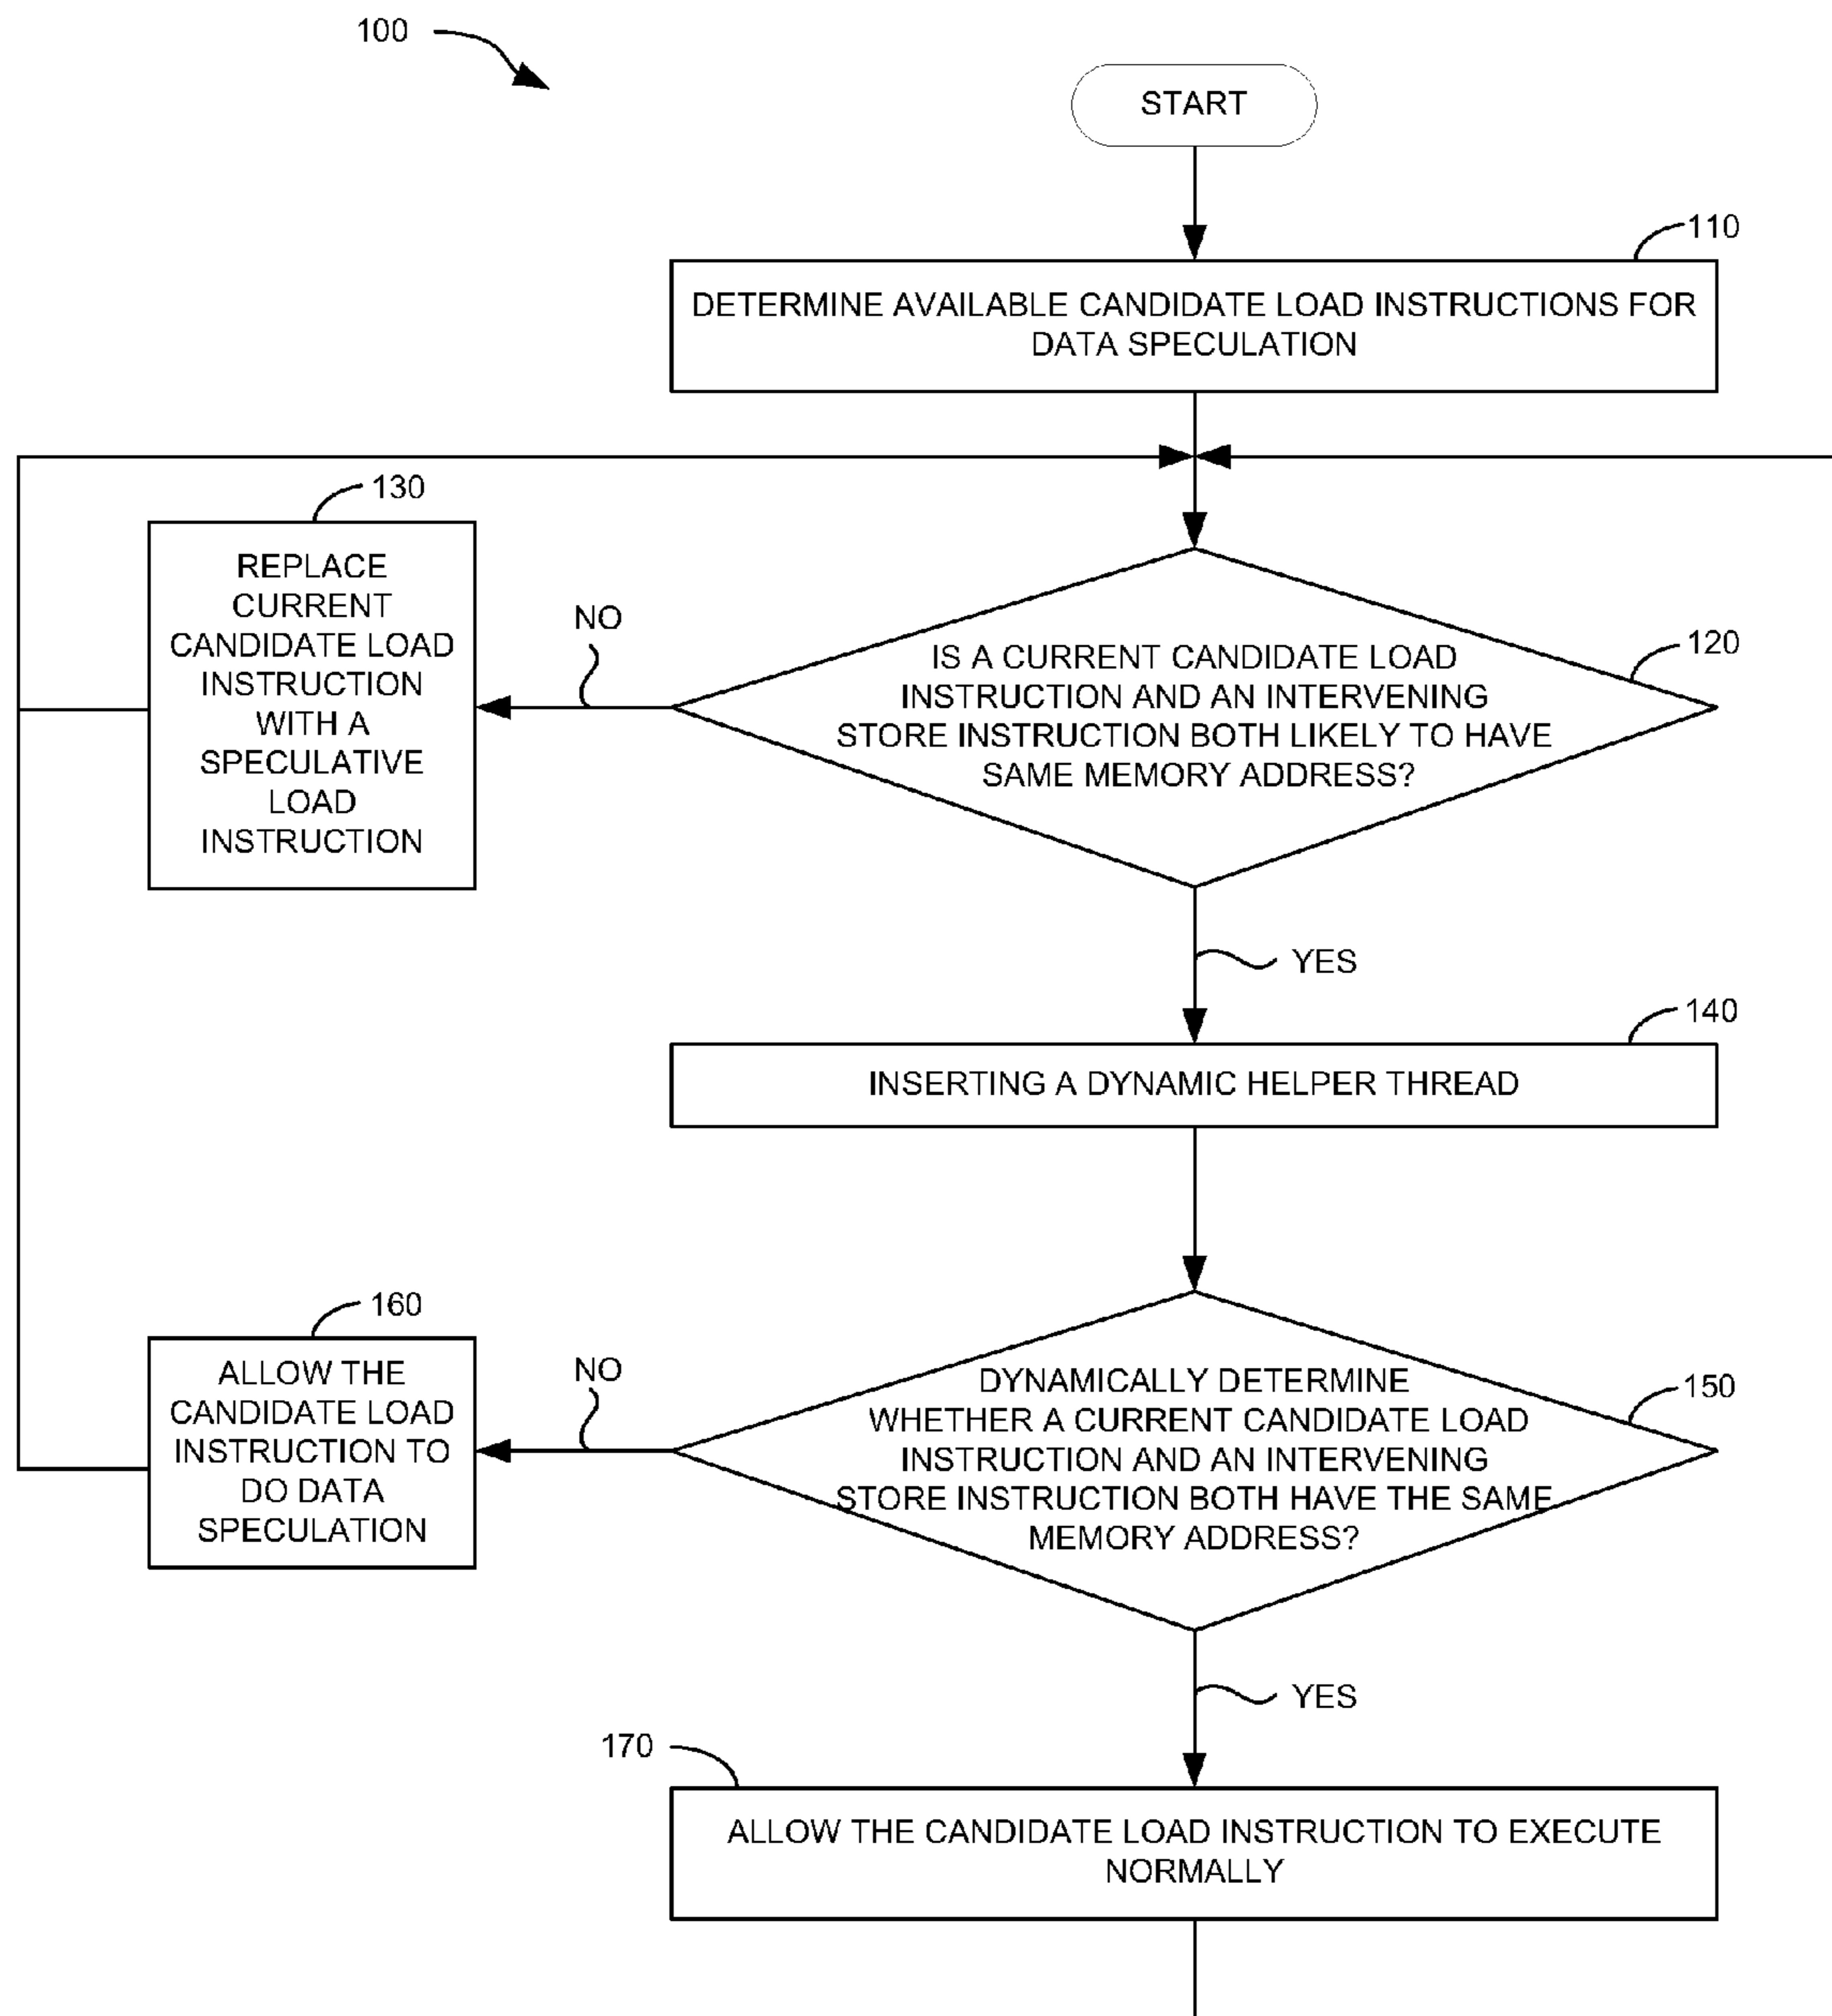 100
START
110
DETERMINE AVAILABLE CANDIDATE LOAD INSTRUCTIONS FOR
DATA SPECULATION
130
REPLACE
CURRENT
CANDIDATE LOAD
INSTRUCTION
WITH A
SPECULATIVE
LOAD
INSTRUCTION
NO
120
IS A CURRENT CANDIDATE LOAD
INSTRUCTION AND AN INTERVENING
STORE INSTRUCTION BOTH LIKELY TO HAVE
SAME MEMORY ADDRESS?
YES
140
INSERTING A DYNAMIC HELPER THREAD
160
ALLOW THE
CANDIDATE LOAD
INSTRUCTION TO
DO DATA
SPECULATION
NO
150
DYNAMICALLY DETERMINE
WHETHER A CURRENT CANDIDATE LOAD
INSTRUCTION AND AN INTERVENING
STORE INSTRUCTION BOTH HAVE THE SAME
MEMORY ADDRESS?
YES
170
ALLOW THE CANDIDATE LOAD INSTRUCTION TO EXECUTE
NORMALLY